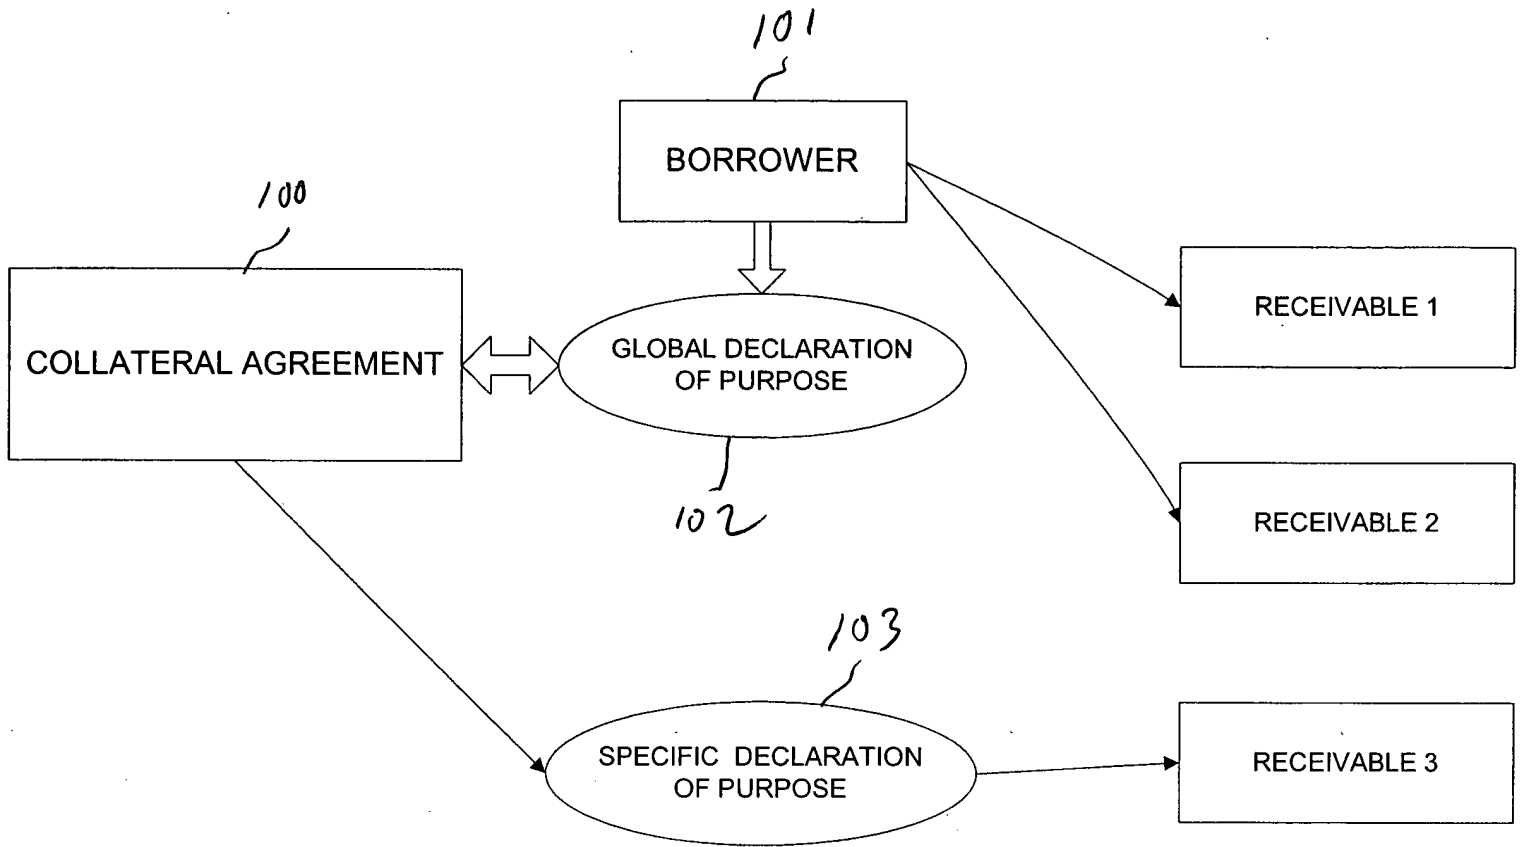 101
BORROWER
100
COLLATERAL AGREEMENT
GLOBAL DECLARATION
OF PURPOSE
102
RECEIVABLE 1
RECEIVABLE 2
103
SPECIFIC DECLARATION
OF PURPOSE
RECEIVABLE 3